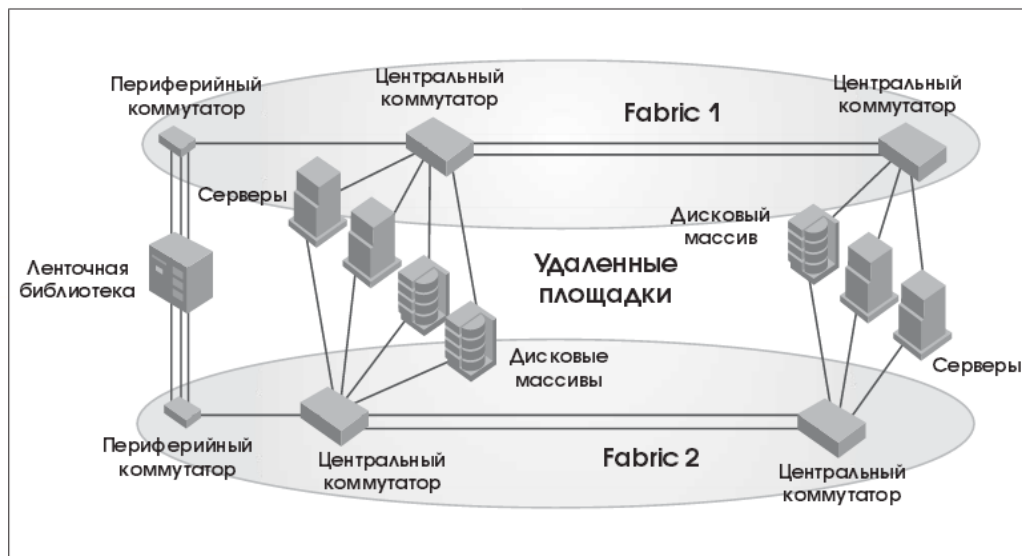 Периферийный
коммутатор
Центральный
коммутатор
Fabric 1
Центральный
коммутатор
Серверы
Дисковый
массив
Ленточная
библиотека
Удаленные
площадки
Дисковые
массивы
Серверы
Периферийный
коммутатор
Центральный
коммутатор
Fabric 2
Центральный
коммутатор